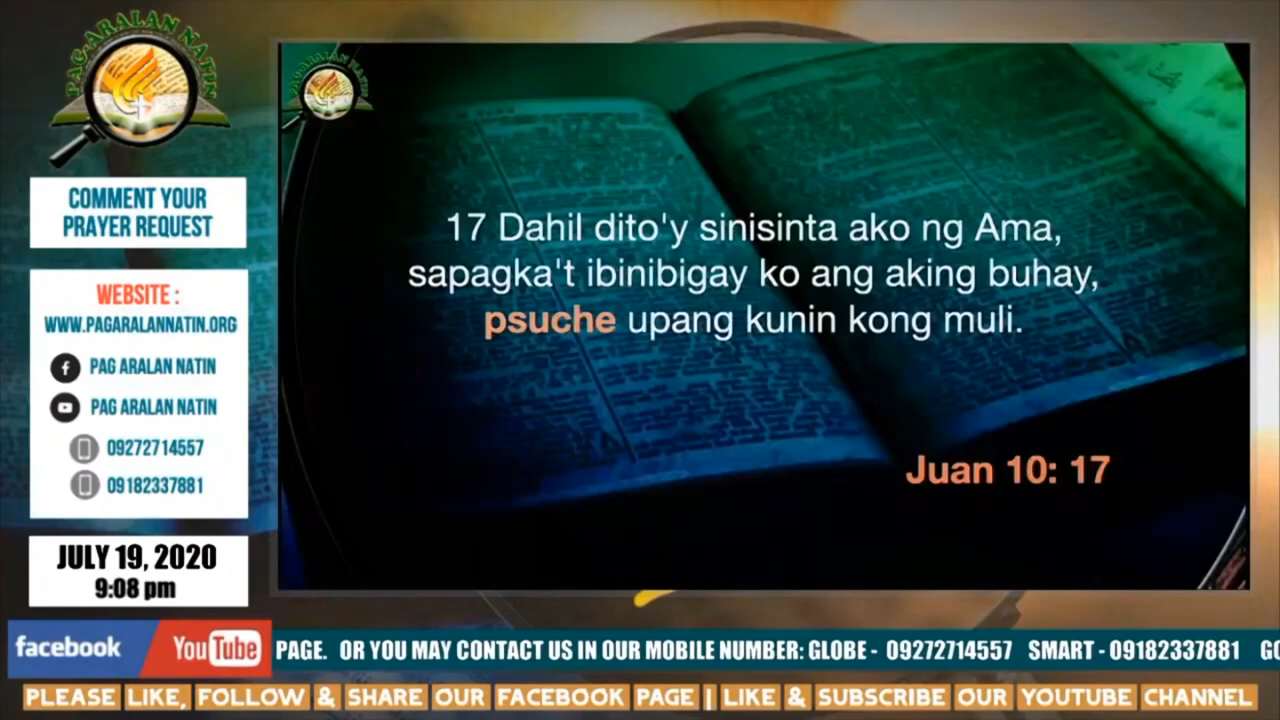 PAG-ARALAN NATIN
COMMENT YOUR
PRAYER REQUEST
WEBSITE :
WWW.PAGARALANNATIN.ORG
PAG ARALAN NATIN
PAG ARALAN NATIN
09272714557
09182337881
JULY 19, 2020
9:08 pm
PAG-ARALAN NATIN
17 Dahil dito'y sinisinta ako ng Ama,
sapagka't ibinibigay ko ang aking buhay,
psuche upang kunin kong muli.
Juan 10: 17
facebook YouTube PAGE. OR YOU MAY CONTACT US IN OUR MOBILE NUMBER: GLOBE - 09272714557 SMART - 09182337881
PLEASE LIKE, FOLLOW & SHARE OUR FACEBOOK PAGE | LIKE & SUBSCRIBE OUR YOUTUBE CHANNEL